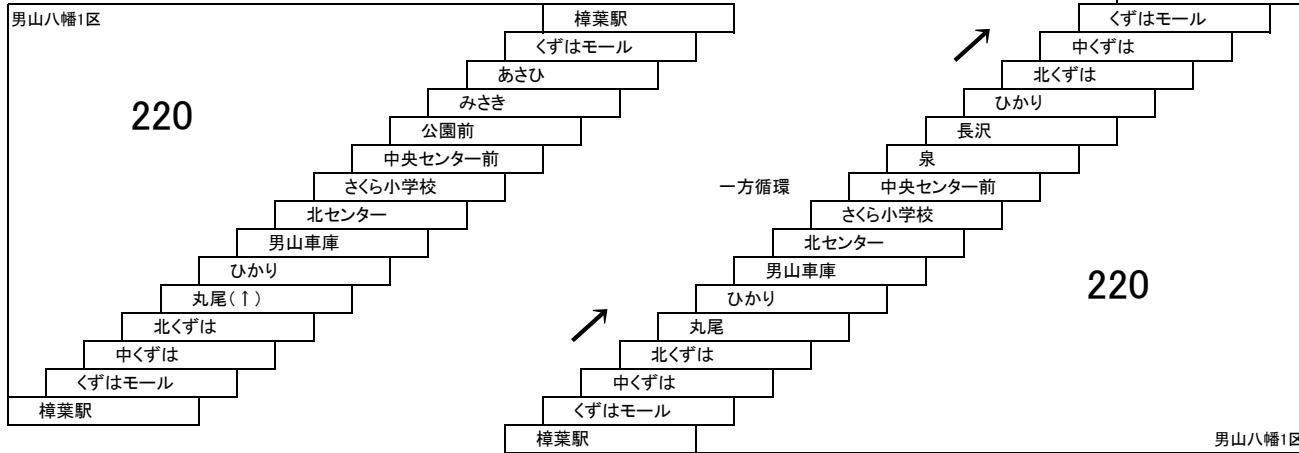 男山八幡1区
樟葉駅
くずはモール
あさひ
みさき
220
公園前
中央センター前
さくら小学校
北センター
男山車庫
ひかり
丸尾(↑)
北くずは
中くずは
くずはモール
樟葉駅
くずはモール
中くずは
北くずは
ひかり
長沢
泉
一方循環
中央センター前
さくら小学校
北センター
男山車庫
220
ひかり
丸尾
北くずは
中くずは
くずはモール
樟葉駅
男山八幡1区